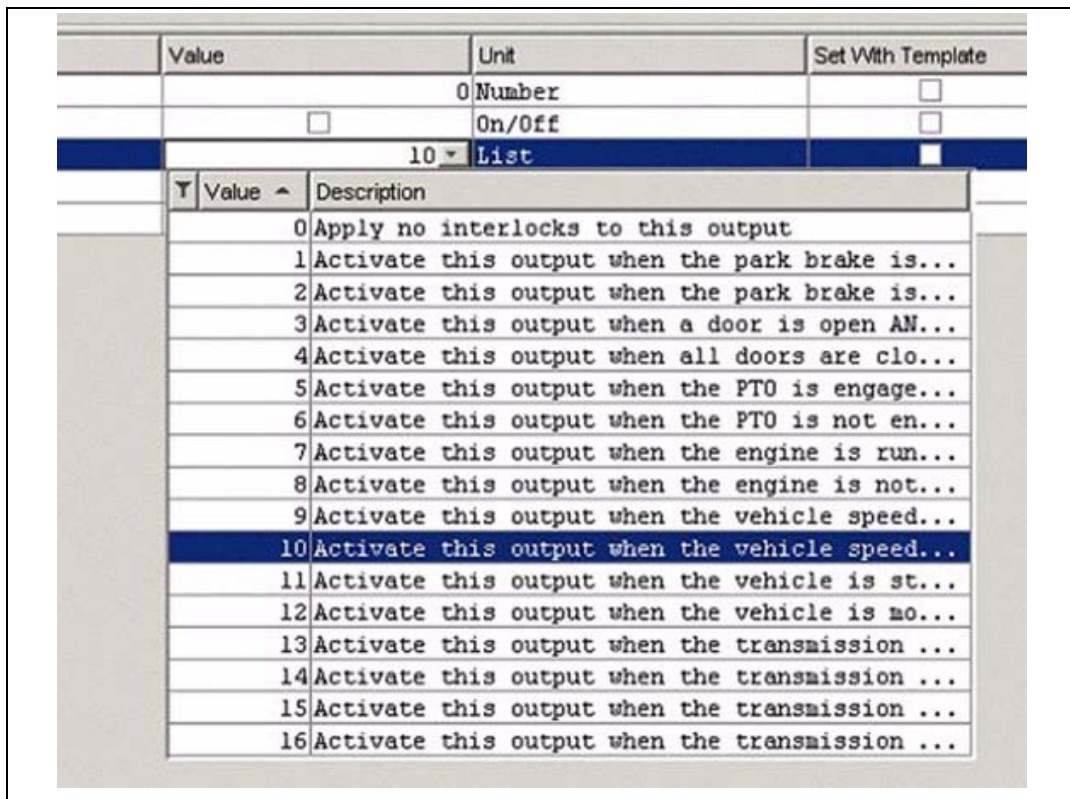 Value Unit Set With Template
0 Number
On/Off
10 List
Value Description
0 Apply no interlocks to this output
1 Activate this output when the park brake is...
2 Activate this output when the park brake is...
3 Activate this output when a door is open AN...
4 Activate this output when all doors are clo...
5 Activate this output when the PTO is engage...
6 Activate this output when the PTO is not en...
7 Activate this output when the engine is run...
8 Activate this output when the engine is not...
9 Activate this output when the vehicle speed...
10 Activate this output when the vehicle speed...
11 Activate this output when the vehicle is st...
12 Activate this output when the vehicle is mo...
13 Activate this output when the transmission ...
14 Activate this output when the transmission ...
15 Activate this output when the transmission ...
16 Activate this output when the transmission ...